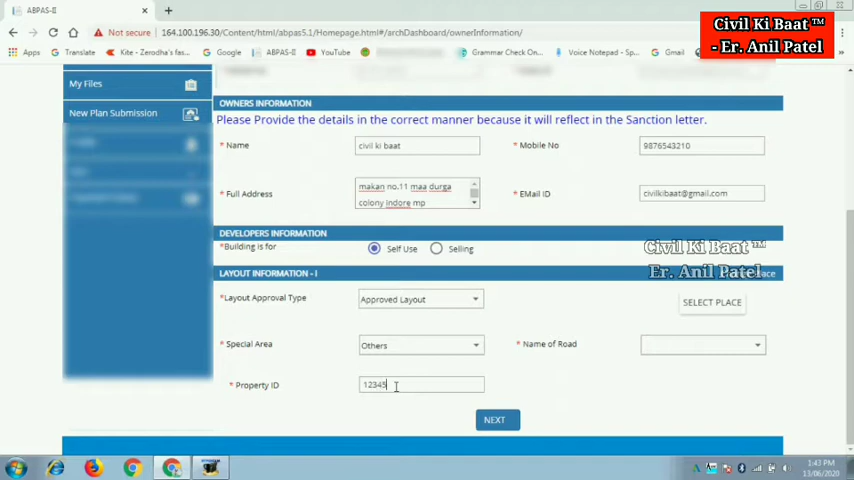 ABPAS-II
Civil Ki Baat ™
- Er. Anil Patel
Not secure
164.100.196.30/Content/html/abpas5.1/Homepage.html#/archDashboard/ownerInformation/
Apps
Translate
Kite - Zerodha's fas...
Google
ABPAS-II
YouTube
Grammar Check On...
Voice Notepad - Sp...
Gmail
My Files
New Plan Submission
OWNERS INFORMATION
Please Provide the details in the correct manner because it will reflect in the Sanction letter.
* Name
civil ki baat
* Mobile No
9876543210
* Full Address
makan no.11 maa durga
colony indore mp
* EMail ID
civilkibaat@gmail.com
DEVELOPERS INFORMATION
*Building is for
Self Use
Selling
Civil Ki Baat ™
Er. Anil Patel
LAYOUT INFORMATION - I
*Layout Approval Type
Approved Layout
SELECT PLACE
* Special Area
Others
* Name of Road
* Property ID
12345
NEXT
1:43 PM
13/06/2020